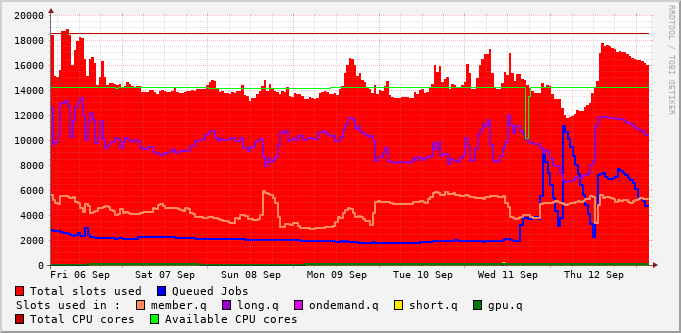 20000
18000
16000
14000
12000
10000
8000
6000
4000
2000
0
Fri 06 Sep Sat 07 Sep Sun 08 Sep Mon 09 Sep Tue 10 Sep Wed 11 Sep Thu 12 Sep
Total slots used Queued Jobs
Slots used in : member.q long.q ondemand.q short.q gpu.q
Total CPU cores Available CPU cores
RRDTOOL / TOBI OETIKER